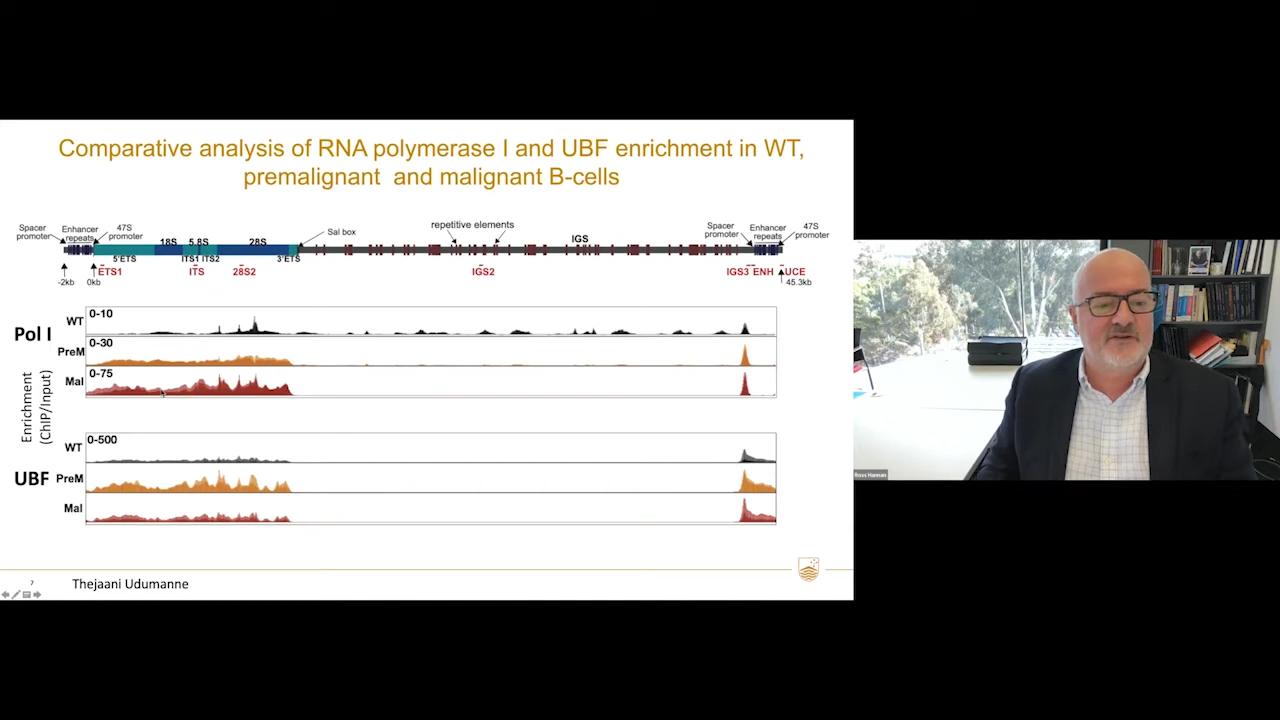 Comparative analysis of RNA polymerase I and UBF enrichment in WT,
premalignant and malignant B-cells
Spacer
promoter
Enhancer
repeats
47S
promoter
18S
5.8S
28S
5'ETS
ITS1 ITS2
3'ETS
Sal box
repetitive elements
IGS
Spacer
promoter
Enhancer
repeats
47S
promoter
-2kb
0kb
ETS1
ITS
28S2
IGS2
IGS3
ENH
UCE
45.3kb
Enrichment
(ChIP/Input)
Pol I
WT
0-10
PreM
0-30
Mal
0-75
UBF
WT
0-500
PreM
Mal
7
Thejaani Udumanne
Ross Hannan